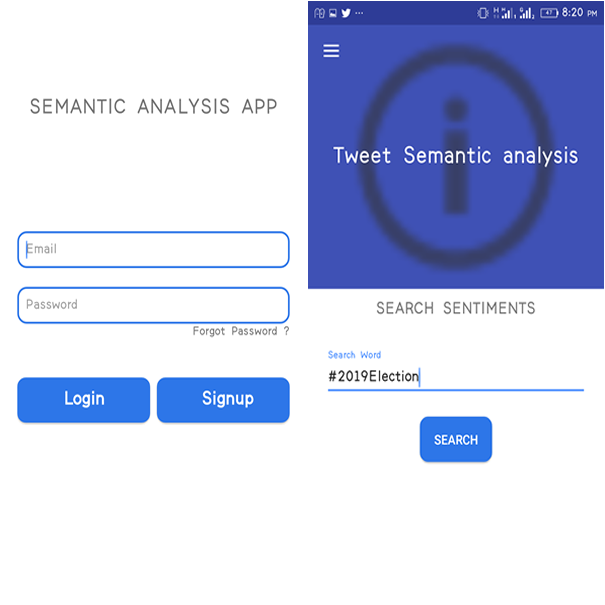 SEMANTIC ANALYSIS APP
Email
Password
Forgot Password ?
Login Signup
8:20 PM
Tweet Semantic analysis
SEARCH SENTIMENTS
Search Word
#2019Election
SEARCH